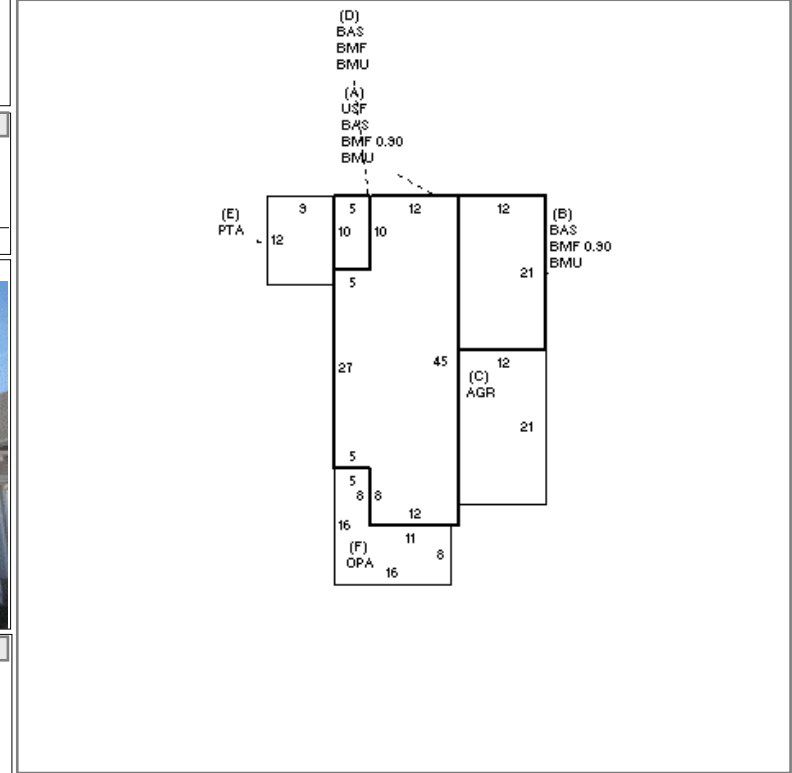 (D)
BAS
BMF
BMU
(A)
USF
BAS
BMF 0.90
BMU
(E)
PTA
9
12
5
10
10
12
12
(B)
BAS
BMF 0.90
BMU
21
5
27
45
12
(C)
AGR
21
5
5
8
8
16
12
11
8
(F)
OPA
16